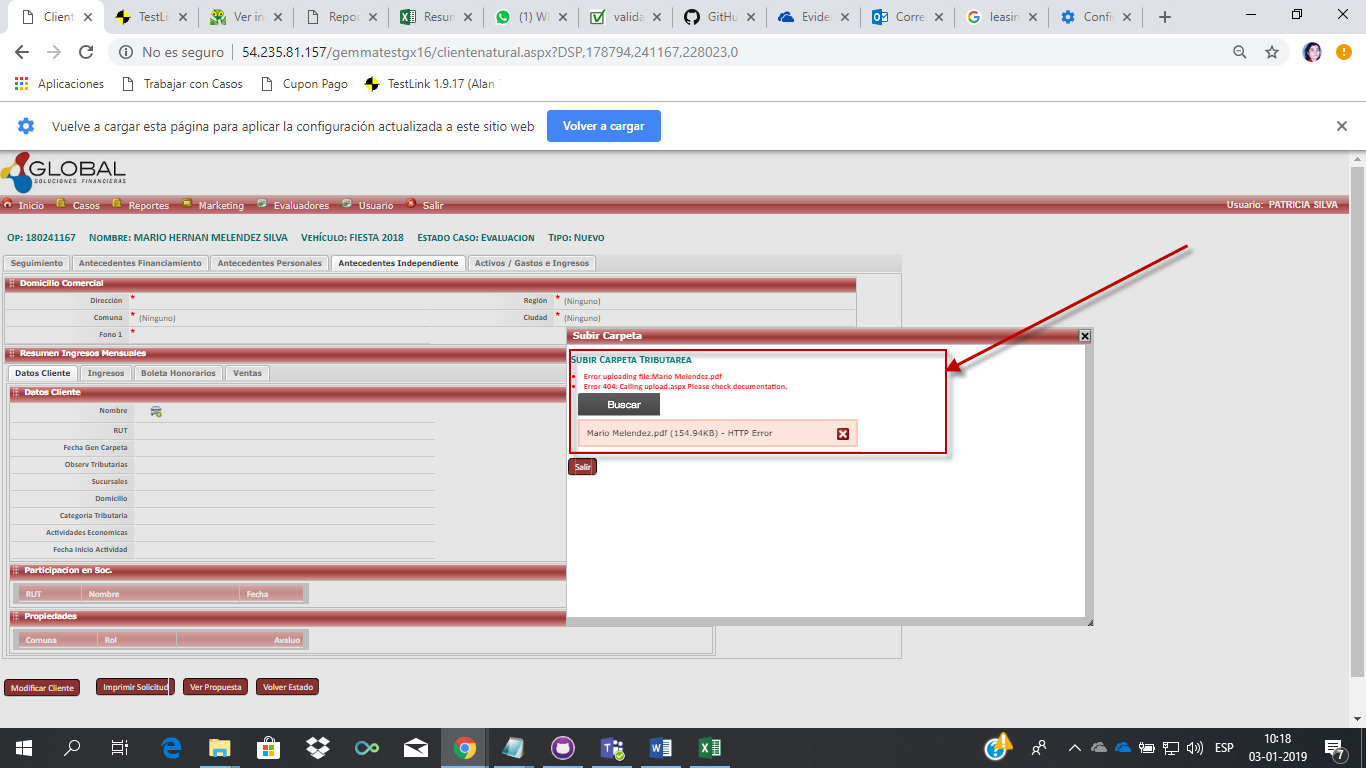 Client
TestLink
Ver in
Repor
Resun
(1) W
valida
GitHu
Evider
Corre
leasin
Confi
No es seguro
54.235.81.157/gemmatestgx16/clientenatural.aspx?DSP,178794,241167,228023,0
Aplicaciones
Trabajar con Casos
Cupon Pago
TestLink 1.9.17 (Alan
Vuelve a cargar esta página para aplicar la configuración actualizada a este sitio web
Volver a cargar
GLOBAL
SOLUCIONES FINANCIERAS
Inicio Casos Reportes Marketing Evaluadores Usuario Salir
Usuario: PATRICIA SILVA
OP: 180241167 NOMBRE: MARIO HERNAN MELENDEZ SILVA VEHÍCULO: FIESTA 2018 ESTADO CASO: EVALUACION TIPO: NUEVO
Seguimiento
Antecedentes Financiamiento
Antecedentes Personales
Antecedentes Independiente
Activos / Gastos e Ingresos
Domicilio Comercial
Dirección *
Región * (Ninguno)
Comuna * (Ninguno)
Ciudad * (Ninguno)
Fono 1 *
Resumen Ingresos Mensuales
Datos Cliente
Ingresos
Boleta Honorarios
Ventas
Datos Cliente
Nombre
RUT
Fecha Gen Carpeta
Observ Tributarias
Sucursales
Domicilio
Categoria Tributaria
Actividades Economicas
Fecha Inicio Actividad
Participacion en Soc.
RUT Nombre Fecha
Propiedades
Comuna Rol Avaluo
Subir Carpeta
SUBIR CARPETA TRIBUTAREA
Error uploading file:Mario Melendez.pdf
Error 404: Calling upload.aspx Please check documentation.
Buscar
Mario Melendez.pdf (154.94KB) - HTTP Error
Salir
Modificar Cliente
Imprimir Solicitud
Ver Propuesta
Volver Estado
ESP
10:18
03-01-2019
7